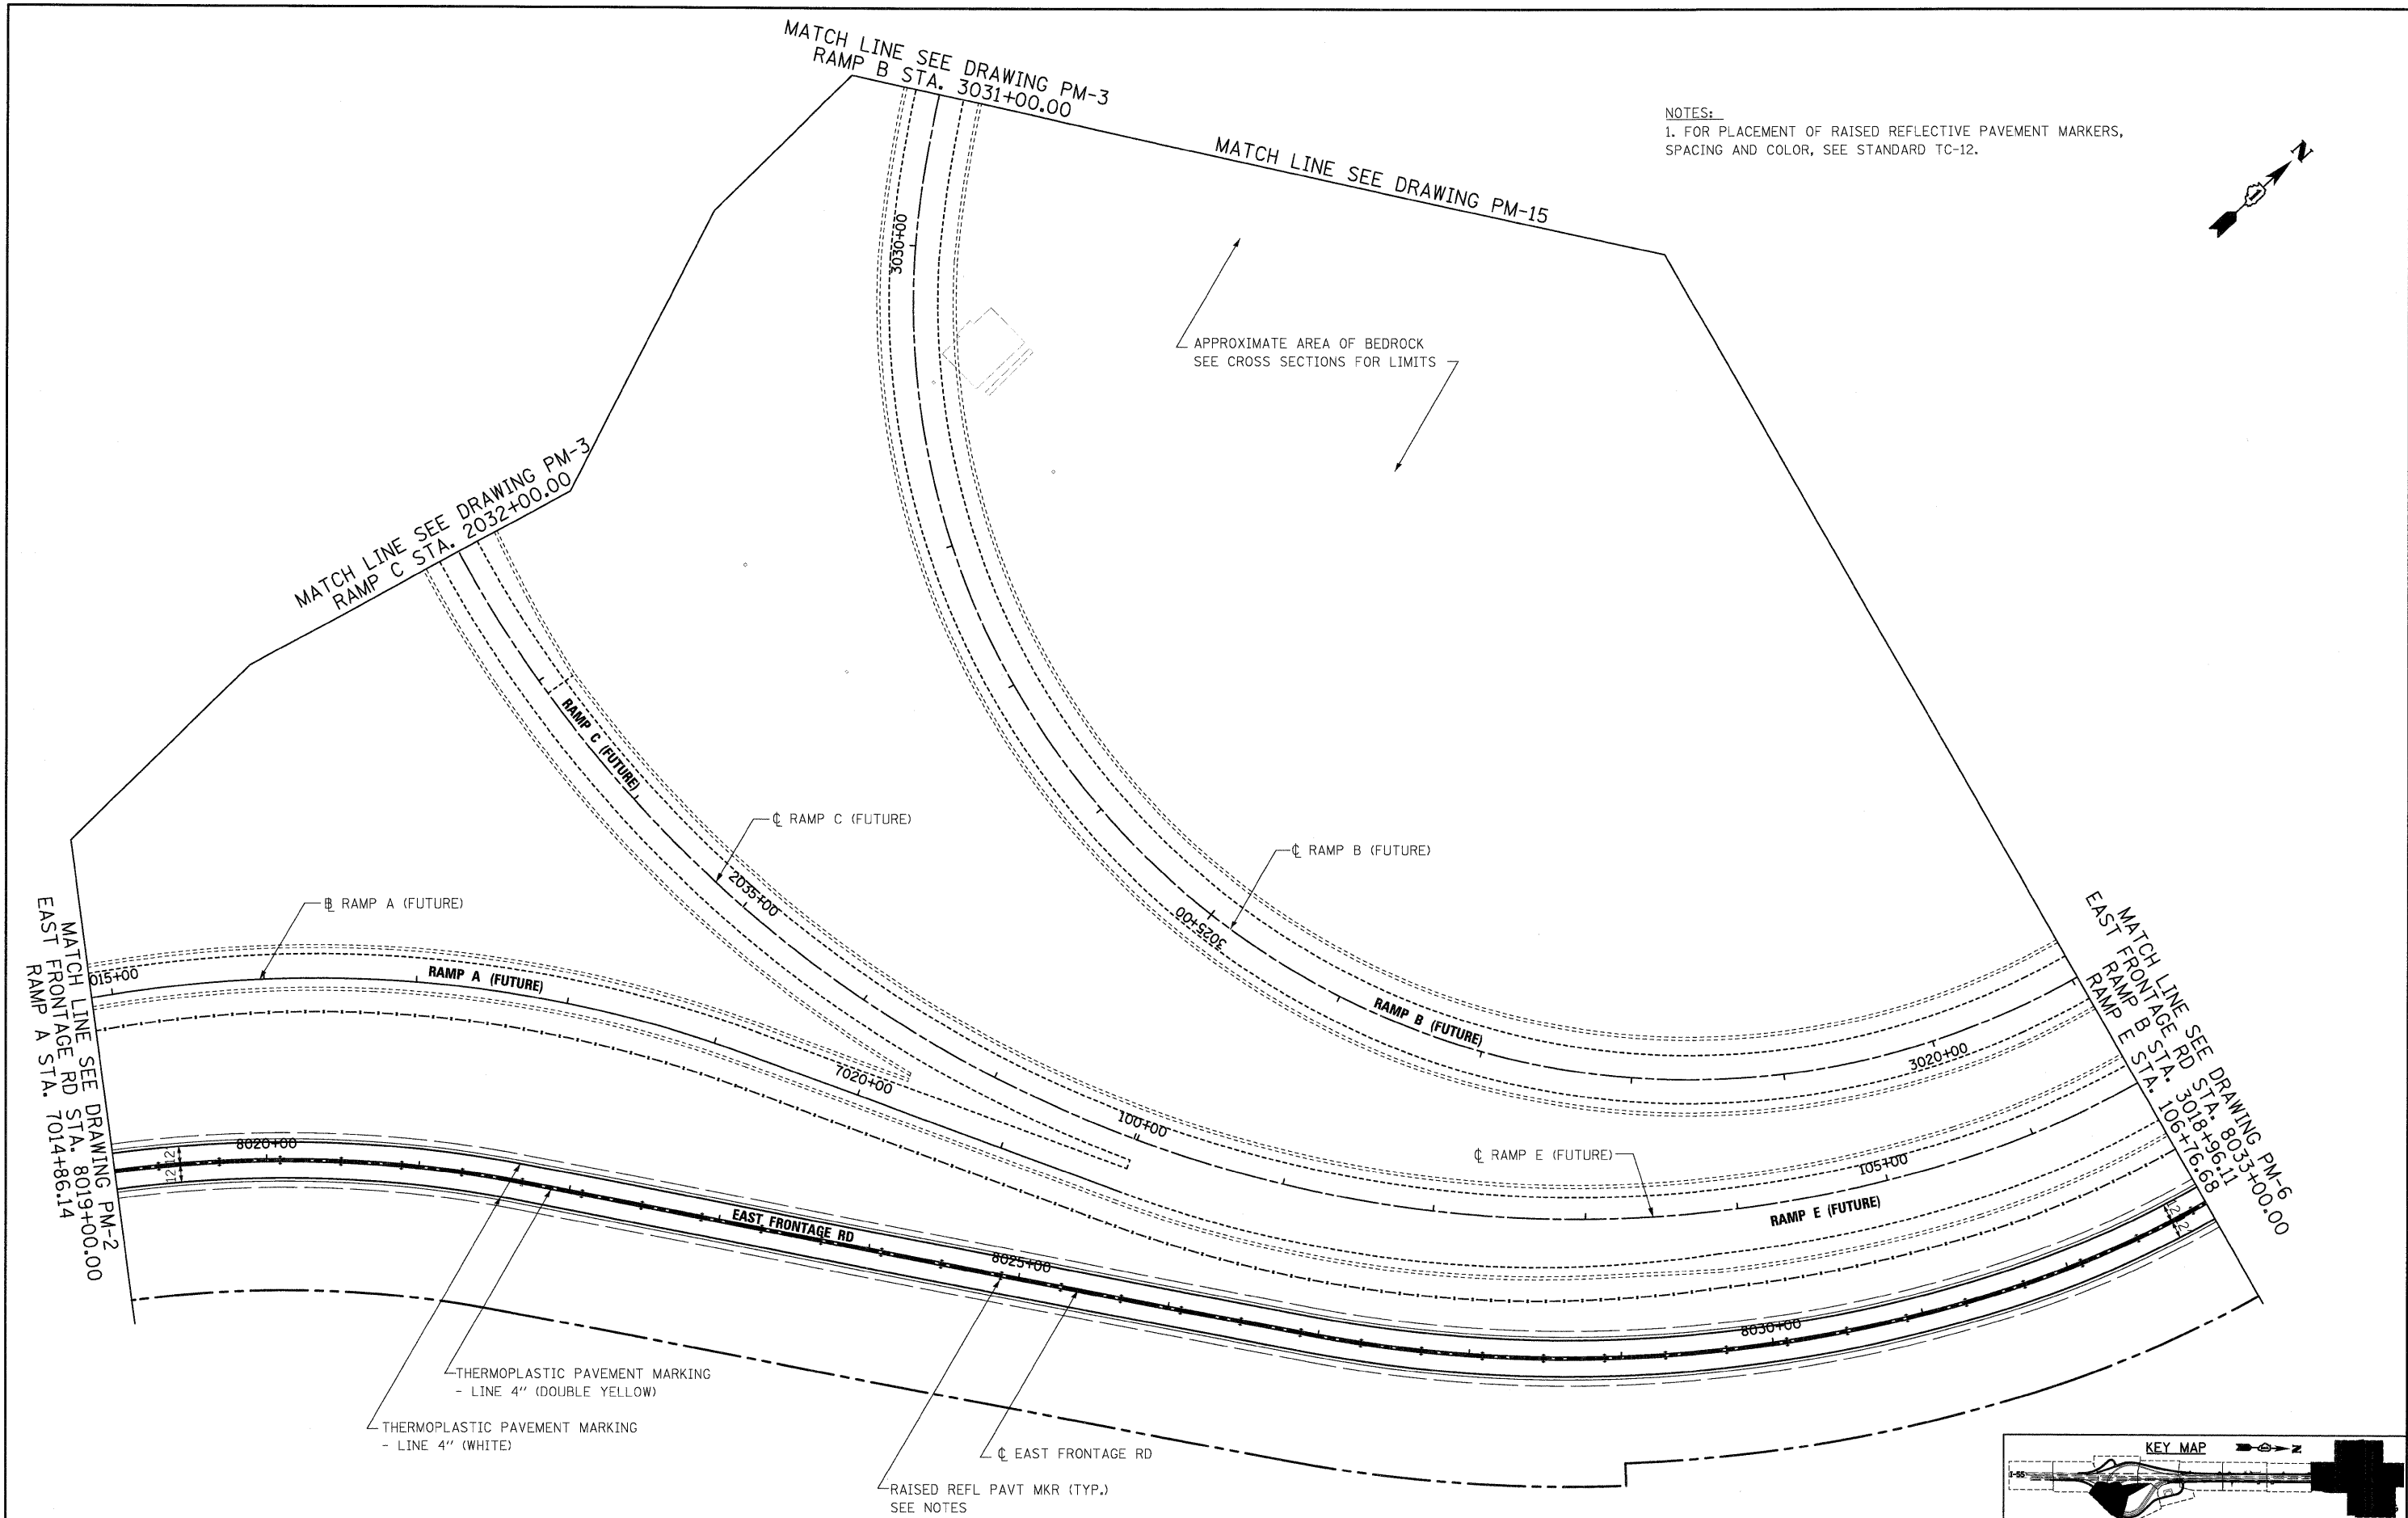 MATCH LINE SEE DRAWING PM-3
RAMP B STA. 3031+00.00
MATCH LINE SEE DRAWING PM-15
NOTES:
1. FOR PLACEMENT OF RAISED REFLECTIVE PAVEMENT MARKERS,
SPACING AND COLOR, SEE STANDARD TC-12.
N
3030+00
APPROXIMATE AREA OF BEDROCK
SEE CROSS SECTIONS FOR LIMITS
MATCH LINE SEE DRAWING PM-3
RAMP C STA. 2032+00.00
RAMP C (FUTURE)
℄ RAMP C (FUTURE)
2035+00
℄ RAMP B (FUTURE)
3025+00
RAMP B (FUTURE)
3020+00
RAMP A (FUTURE)
015+00
RAMP A (FUTURE)
7020+00
100+00
℄ RAMP E (FUTURE)
105+00
RAMP E (FUTURE)
MATCH LINE SEE DRAWING PM-2
EAST FRONTAGE RD STA. 8019+00.00
RAMP A STA. 7014+86.14
MATCH LINE SEE DRAWING PM-6
EAST FRONTAGE RD STA. 8033+00.00
RAMP B STA. 3018+96.11
RAMP E STA. 106+76.68
12'
12'
8020+00
EAST FRONTAGE RD
8025+00
8030+00
12'
12'
THERMOPLASTIC PAVEMENT MARKING
- LINE 4" (DOUBLE YELLOW)
THERMOPLASTIC PAVEMENT MARKING
- LINE 4" (WHITE)
℄ EAST FRONTAGE RD
RAISED REFL PAVT MKR (TYP.)
SEE NOTES
KEY MAP
N
I-55